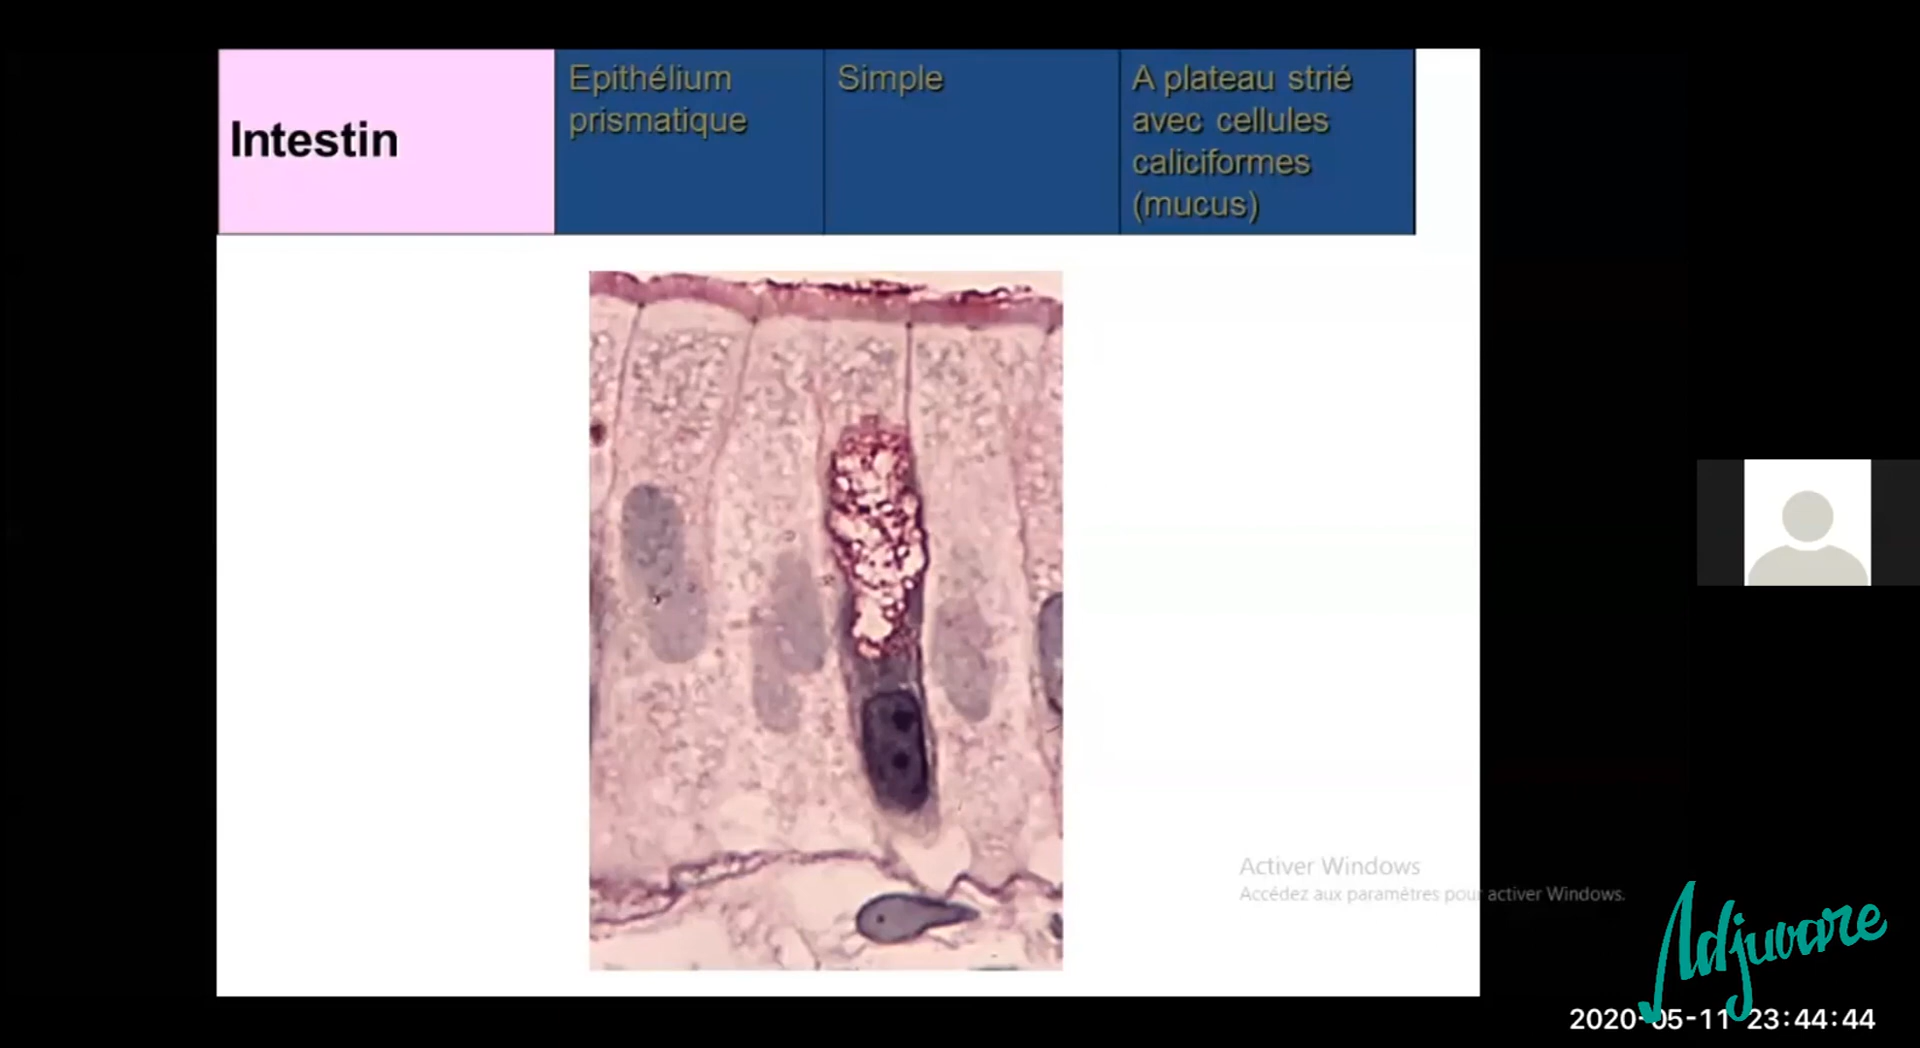 Intestin
Epithélium
prismatique
Simple
A plateau strié
avec cellules
caliciformes
(mucus)
Activer Windows
Accédez aux paramètres pour activer Windows.
Adjuvare
2020-05-11 23:44:44